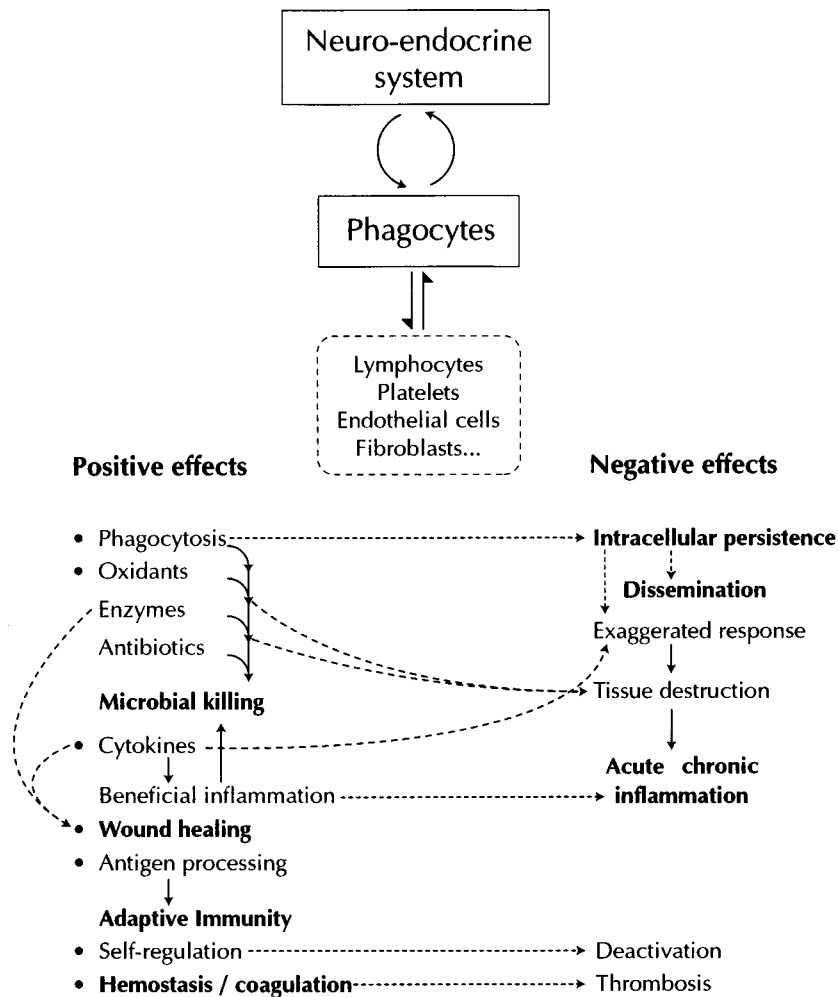 Neuro-endocrine
system
Phagocytes
Lymphocytes
Platelets
Endothelial cells
Fibroblasts...
Positive effects
Negative effects
• Phagocytosis
Intracellular persistence
• Oxidants
Dissemination
Enzymes
Exaggerated response
Antibiotics
Microbial killing
Tissue destruction
• Cytokines
Acute chronic
Beneficial inflammation
inflammation
• Wound healing
• Antigen processing
Adaptive Immunity
• Self-regulation
Deactivation
• Hemostasis / coagulation
Thrombosis